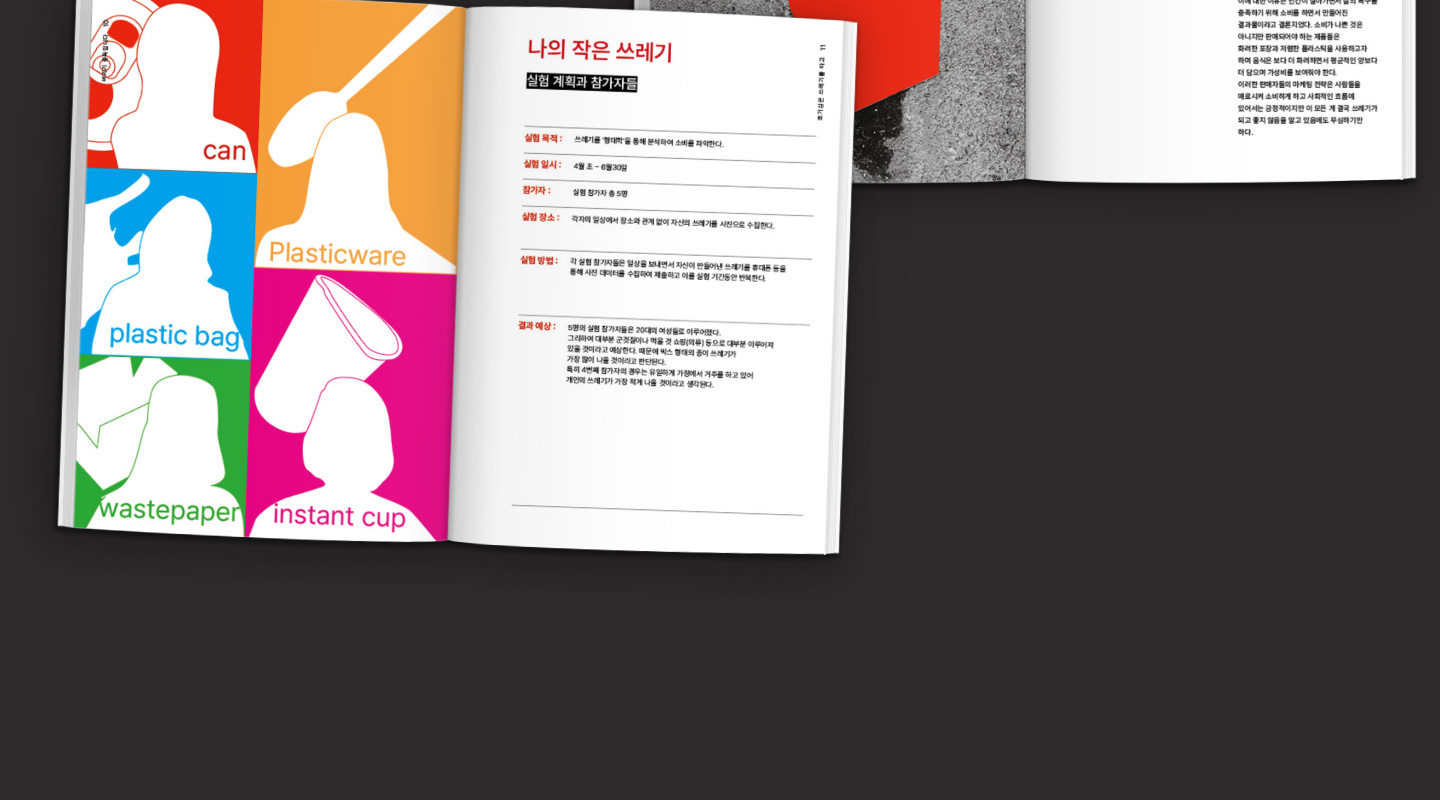 can
Plasticware
plastic bag
wastepaper
instant cup
나의 작은 쓰레기
실험 계획과 참가자들
11
실험 목적 : 쓰레기를 '형태학'을 통해 분석하여 소비를 파악한다.
실험 일시 : 4월 초 - 6월30일
참가자 : 실험 참가자 총 5명
실험 장소 : 각자의 일상에서 장소와 관계 없이 자신의 쓰레기를 사진으로 수집한다.
실험 방법 : 각 실험 참가자들은 일상을 보내면서 자신이 만들어낸 쓰레기를 휴대폰 등을
통해 사진 데이터를 수집하여 제출하고 이를 실험 기간동안 반복한다.
결과 예상 : 5명의 실험 참가자들은 20대의 여성들로 이루어졌다.
그리하여 대부분 군것질이나 먹을 것 쇼핑(의류) 등으로 대부분 이루어져
있을 것이라고 예상한다. 때문에 박스 형태의 종이 쓰레기가
가장 많이 나올 것이라고 판단된다.
특히 4번째 참가자의 경우는 유일하게 가정에서 거주를 하고 있어
개인의 쓰레기가 가장 적게 나올 것이라고 생각된다.
충족하기 위해 소비를 하면서 만들어진
결과물이라고 결론지었다. 소비가 나쁜 것은
아니지만 판매되어야 하는 제품들은
화려한 포장과 저렴한 플라스틱을 사용하고자
하며 음식은 보다 더 화려하면서 평균적인 양보다
더 담으며 가성비를 보여줘야 한다.
이러한 판매자들의 마케팅 전략은 사람들을
매료시켜 소비하게 하고 사회적인 흐름에
있어서는 긍정적이지만 이 모든 게 결국 쓰레기가
되고 좋지 않음을 알고 있음에도 무심하기만
하다.